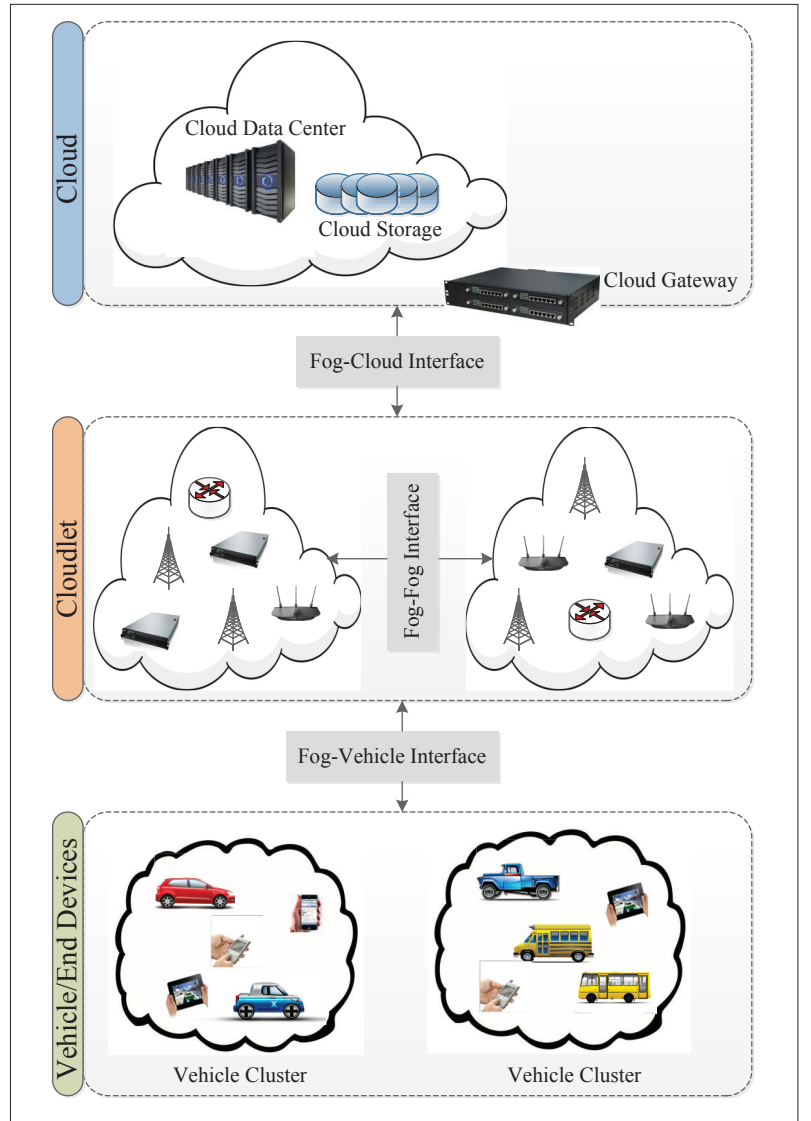 Cloud
Cloud Data Center
Cloud Storage
Cloud Gateway
Fog-Cloud Interface
Cloudlet
Fog-Fog Interface
Fog-Vehicle Interface
Vehicle/End Devices
X
Vehicle Cluster
Vehicle Cluster